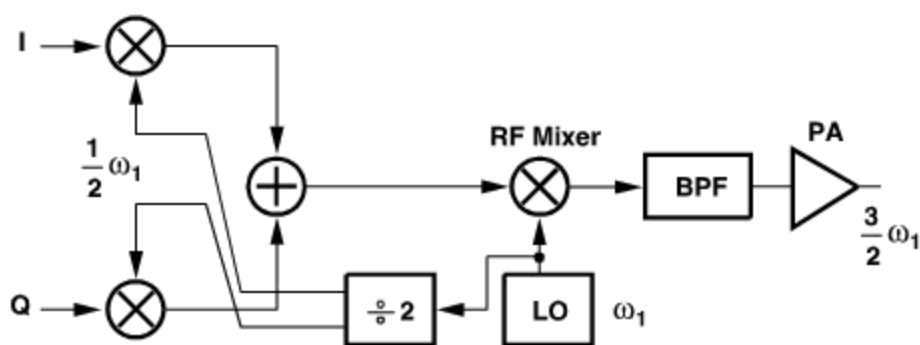 I
RF Mixer
PA
1/2 ω₁
BPF
3/2 ω₁
Q
÷ 2
LO
ω₁